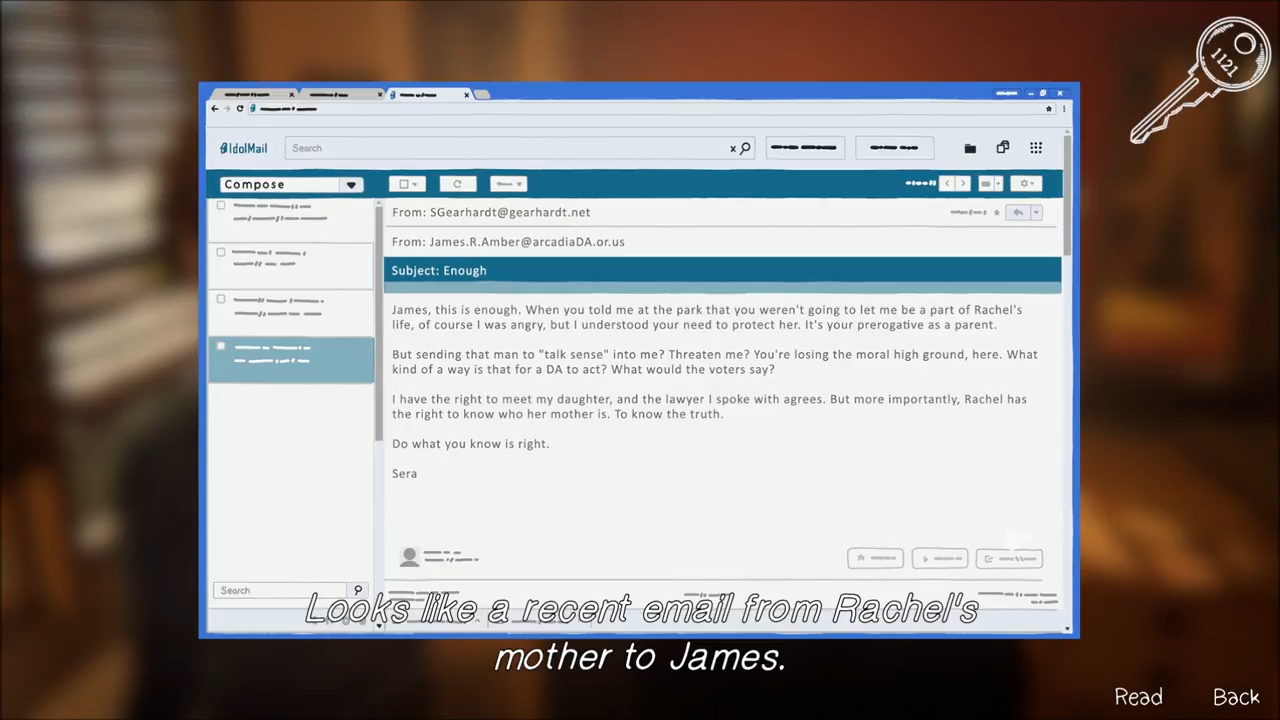 1121
IdolMail
Search
x
Compose
From: SGearhardt@gearhardt.net
From: James.R.Amber@arcadiaDA.or.us
Subject: Enough
James, this is enough. When you told me at the park that you weren't going to let me be a part of Rachel's
life, of course I was angry, but I understood your need to protect her. It's your prerogative as a parent.
But sending that man to "talk sense" into me? Threaten me? You're losing the moral high ground, here. What
kind of a way is that for a DA to act? What would the voters say?
I have the right to meet my daughter, and the lawyer I spoke with agrees. But more importantly, Rachel has
the right to know who her mother is. To know the truth.
Do what you know is right.
Sera
Search
Looks like a recent email from Rachel's
mother to James.
Read
Back